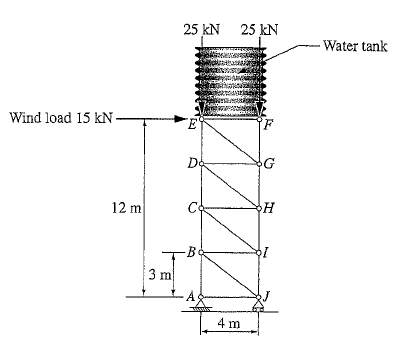 25 kN 25 kN
Water tank
Wind load 15 kN
E F
D G
12 m
C H
B I
3 m
A J
4 m